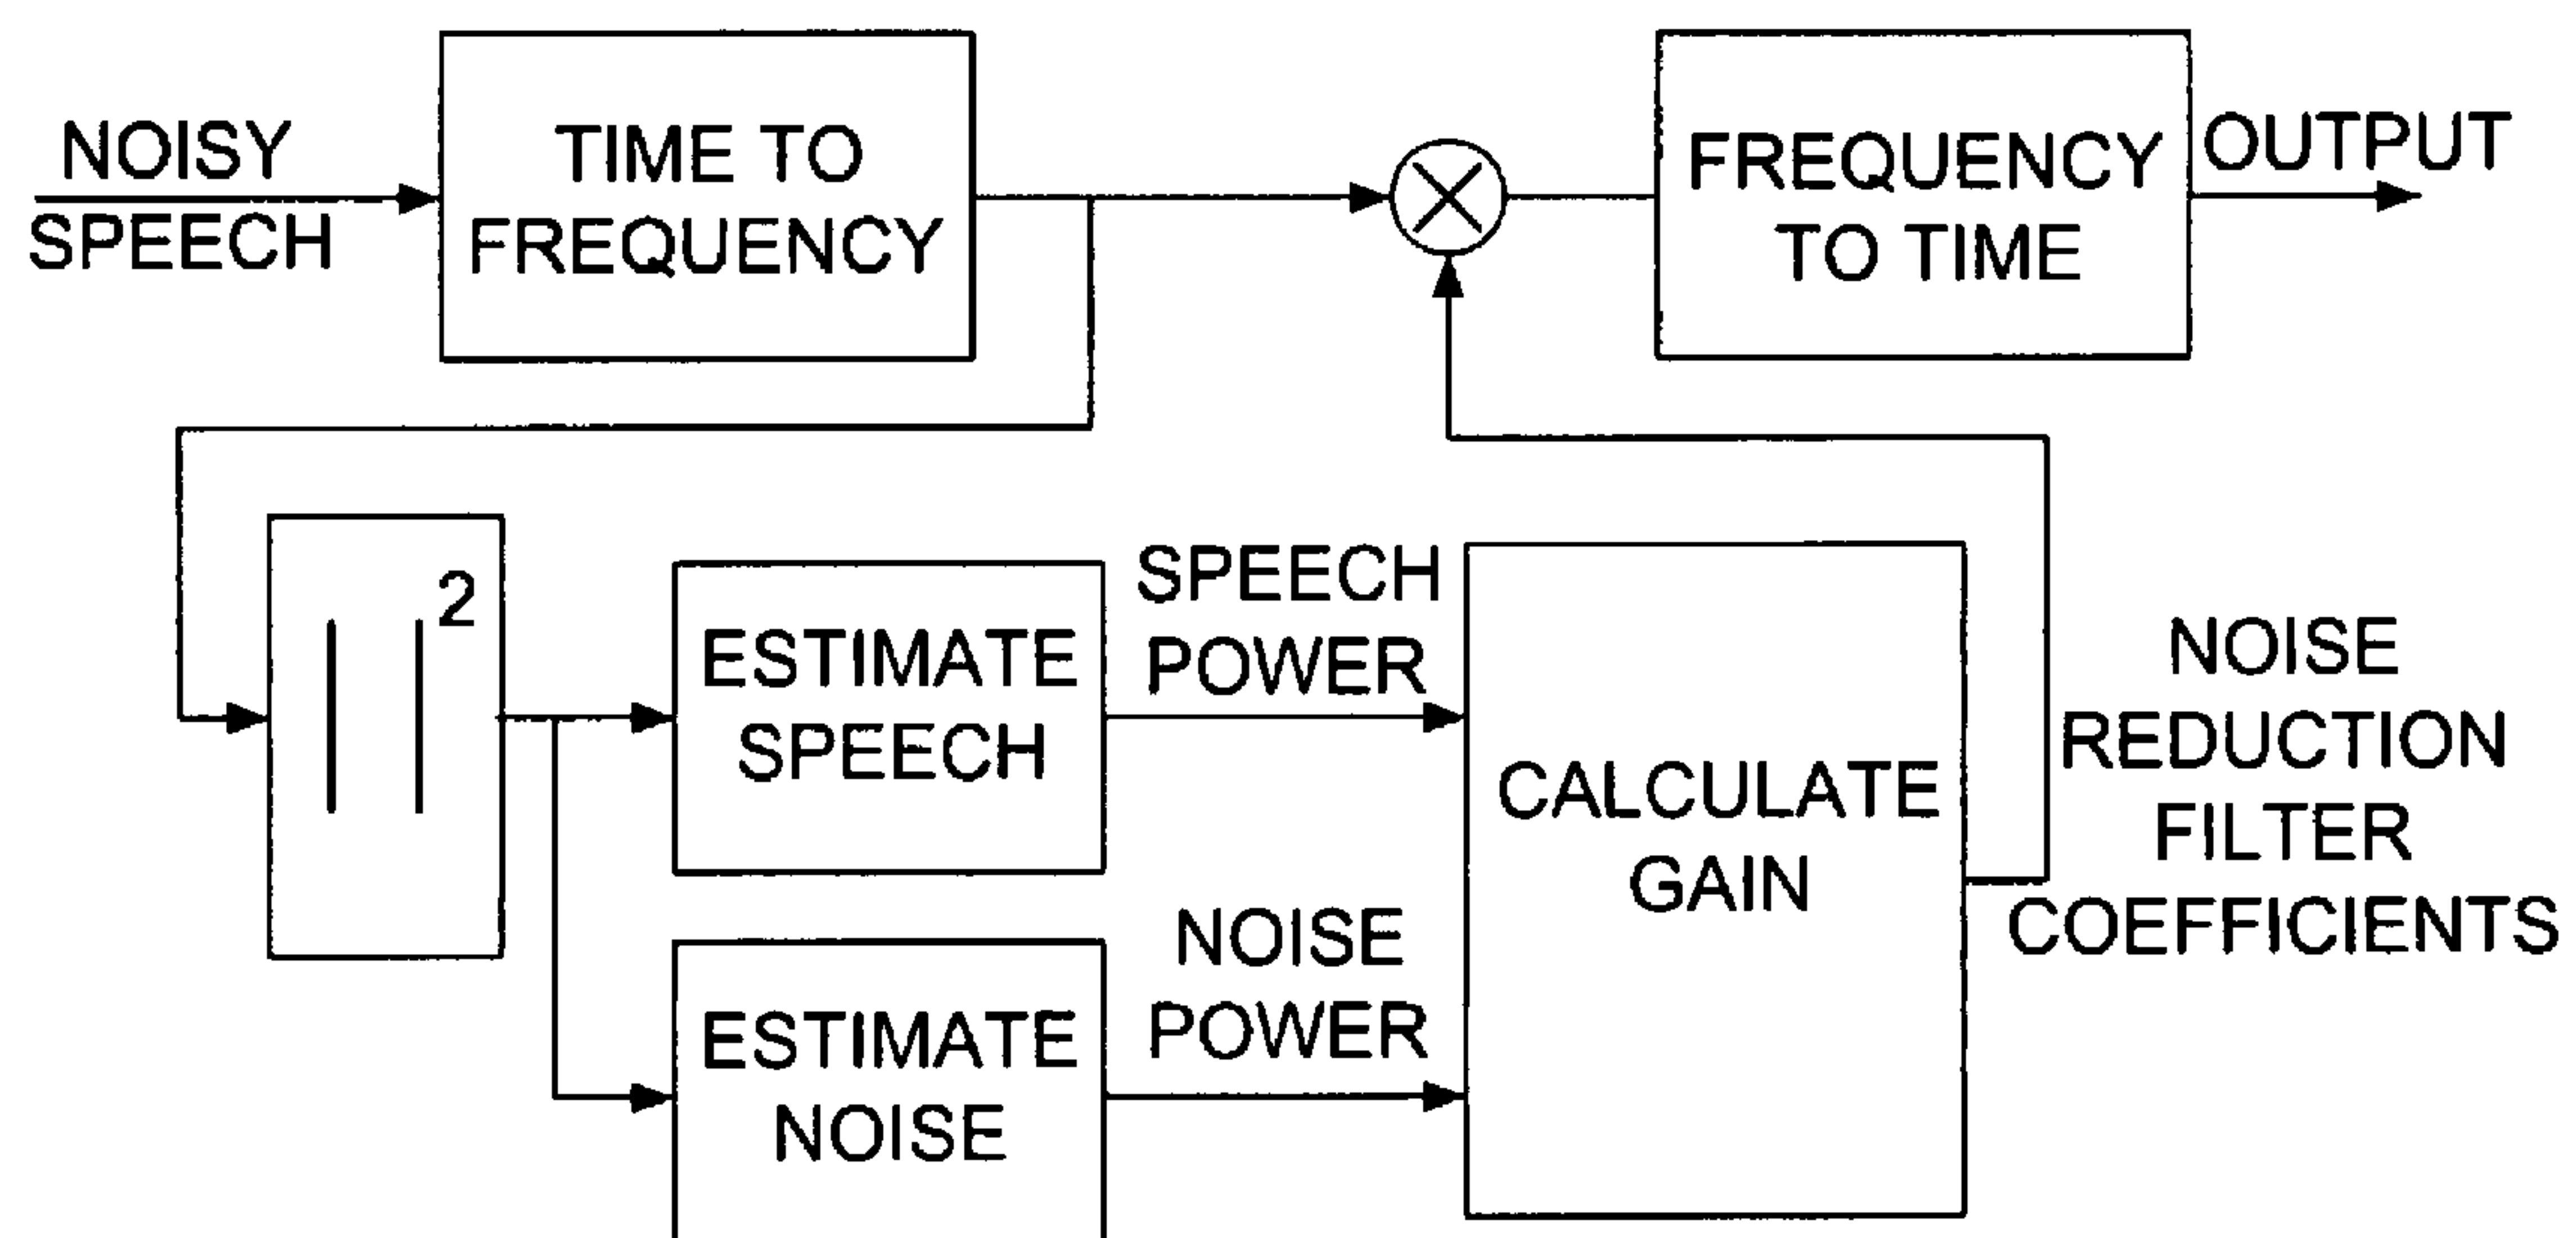 NOISY
SPEECH
TIME TO
FREQUENCY
FREQUENCY
TO TIME
OUTPUT
2
ESTIMATE
SPEECH
SPEECH
POWER
ESTIMATE
NOISE
NOISE
POWER
CALCULATE
GAIN
NOISE
REDUCTION
FILTER
COEFFICIENTS